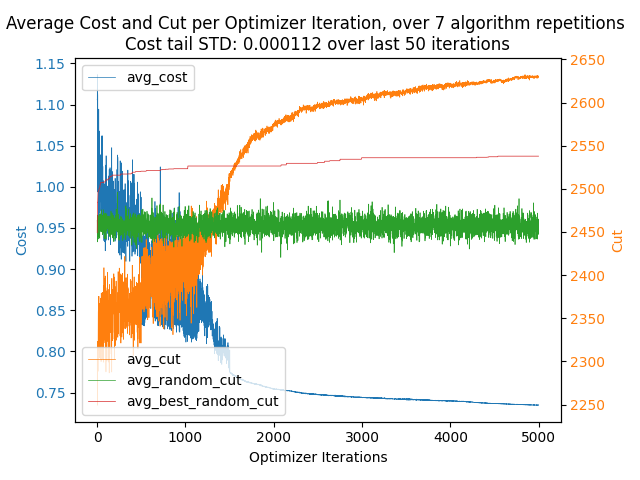 Average Cost and Cut per Optimizer Iteration, over 7 algorithm repetitions
Cost tail STD: 0.000112 over last 50 iterations
avg_cost
1.15
1.10
1.05
1.00
0.95
0.90
0.85
0.80
0.75
Cost
2650
2600
2550
2500
2450
2400
2350
2300
2250
Cut
avg_cut
avg_random_cut
avg_best_random_cut
0
1000
2000
3000
4000
5000
Optimizer Iterations